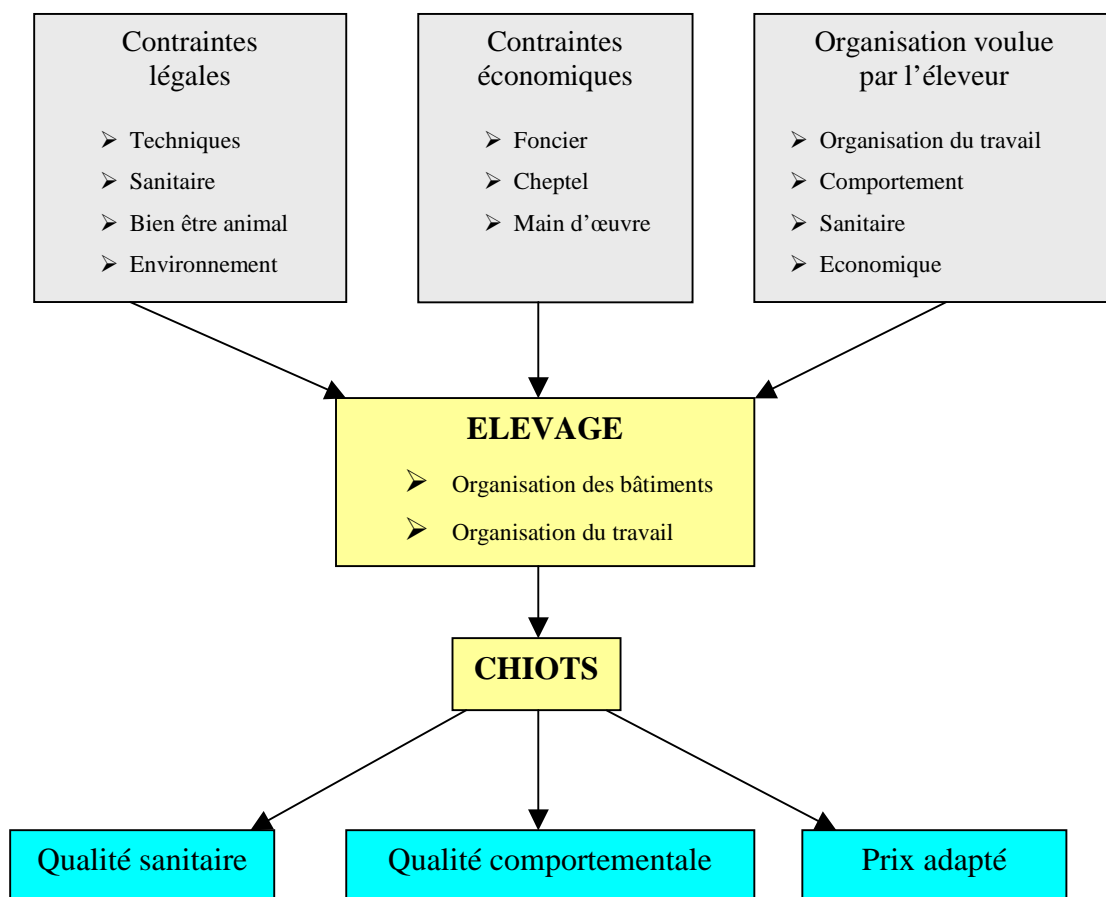 Contraintes
légales
➢ Techniques
➢ Sanitaire
➢ Bien être animal
➢ Environnement
Contraintes
économiques
➢ Foncier
➢ Cheptel
➢ Main d’œuvre
Organisation voulue
par l’éleveur
➢ Organisation du travail
➢ Comportement
➢ Sanitaire
➢ Economique
ELEVAGE
➢ Organisation des bâtiments
➢ Organisation du travail
CHIOTS
Qualité sanitaire
Qualité comportementale
Prix adapté